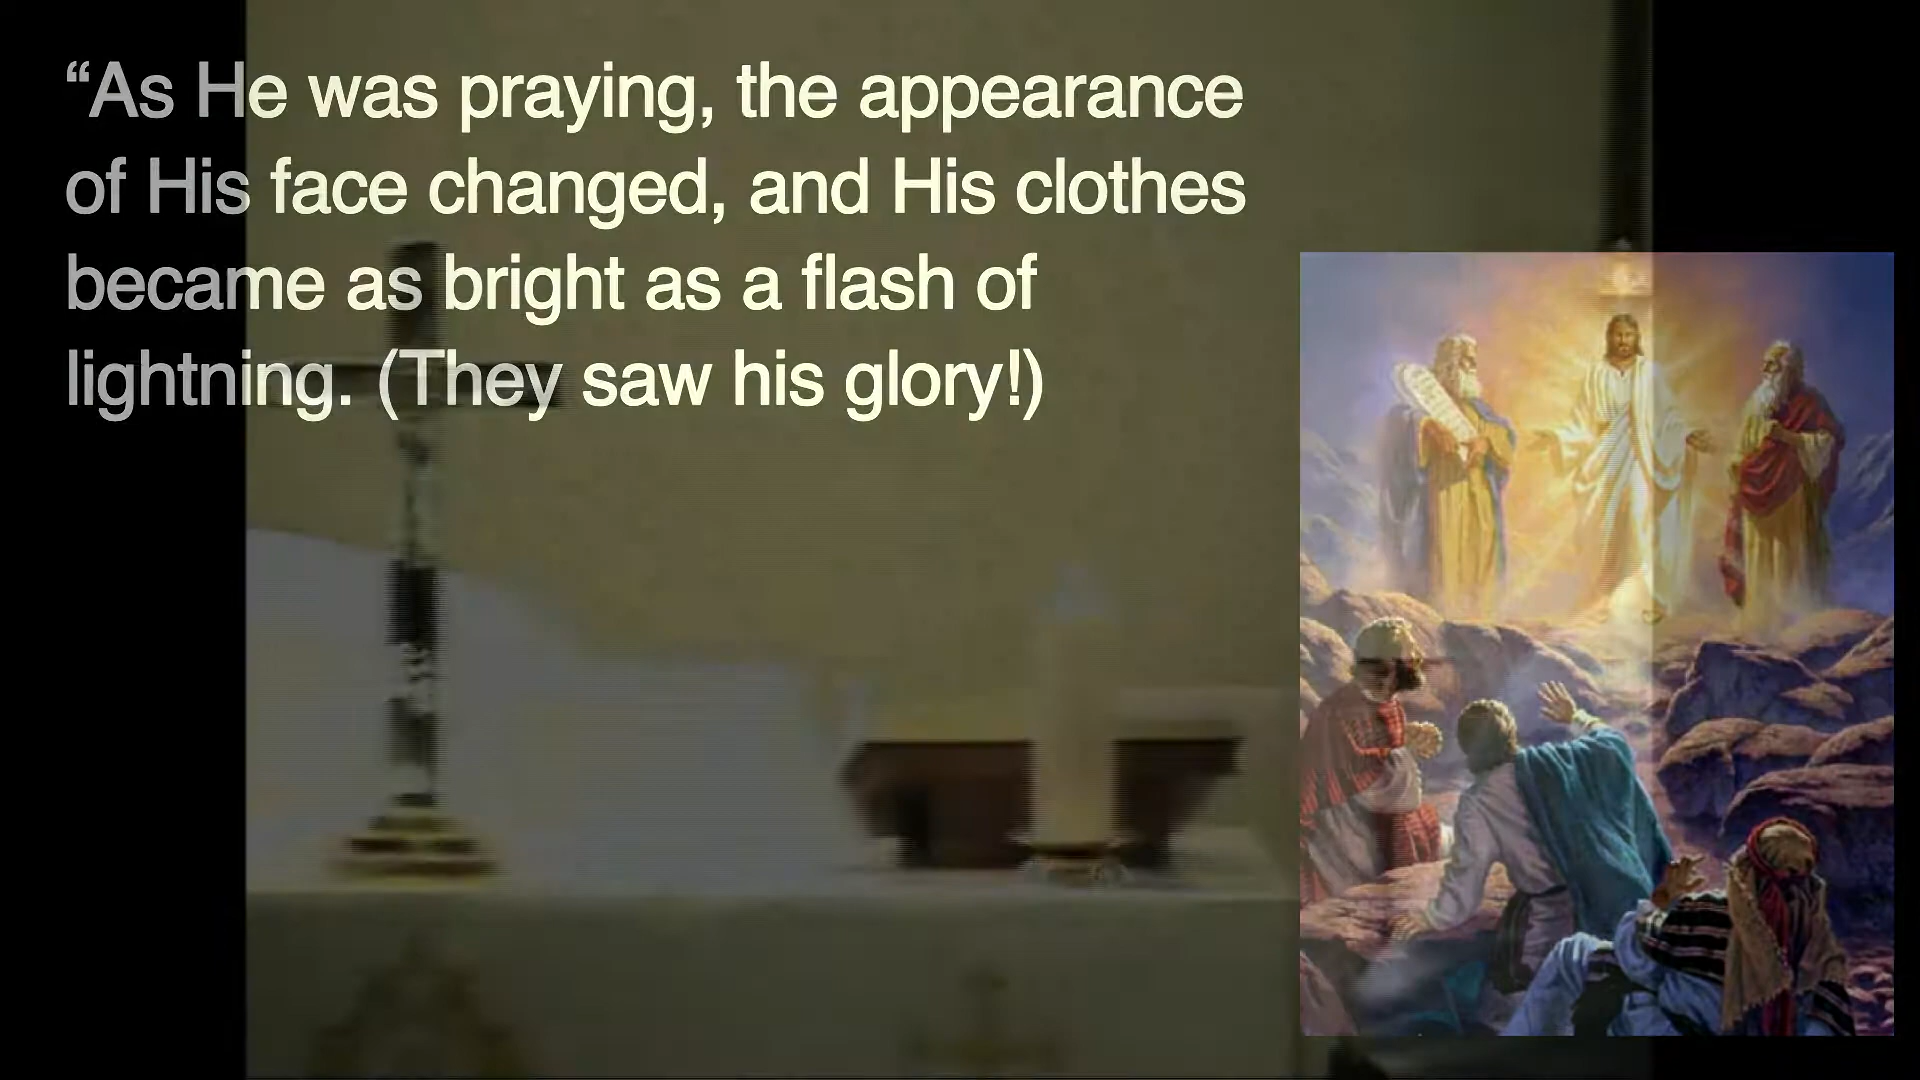 “As He was praying, the appearance
of His face changed, and His clothes
became as bright as a flash of
lightning. (They saw his glory!)